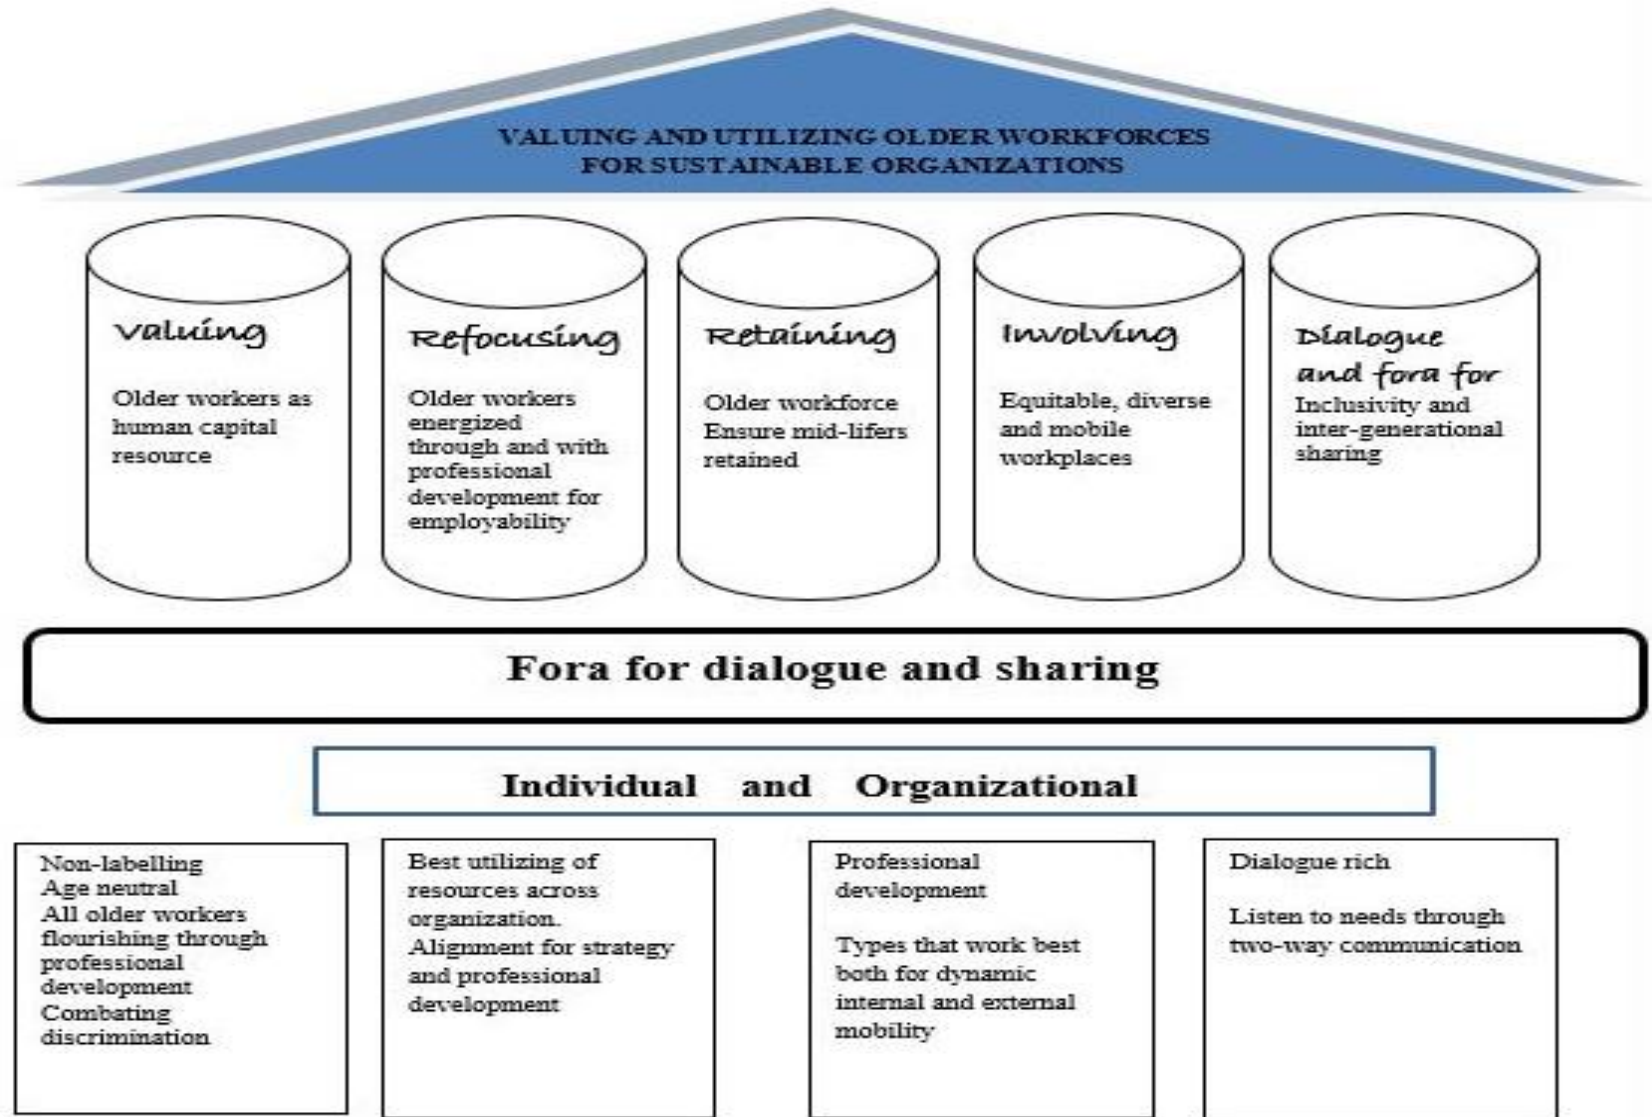 VALUING AND UTILIZING OLDER WORKFORCES
FOR SUSTAINABLE ORGANIZATIONS
Valuing
Older workers as
human capital
resource
Refocusing
Older workers
energized
through and with
professional
development for
employability
Retaining
Older workforce
Ensure mid-lifers
retained
Involving
Equitable, diverse
and mobile
workplaces
Dialogue
and fora for
Inclusivity and
inter-generational
sharing
Fora for dialogue and sharing
Individual and Organizational
Non-labelling
Age neutral
All older workers
flourishing through
professional
development
Combating
discrimination
Best utilizing of
resources across
organization.
Alignment for strategy
and professional
development
Professional
development
Types that work best
both for dynamic
internal and external
mobility
Dialogue rich
Listen to needs through
two-way communication